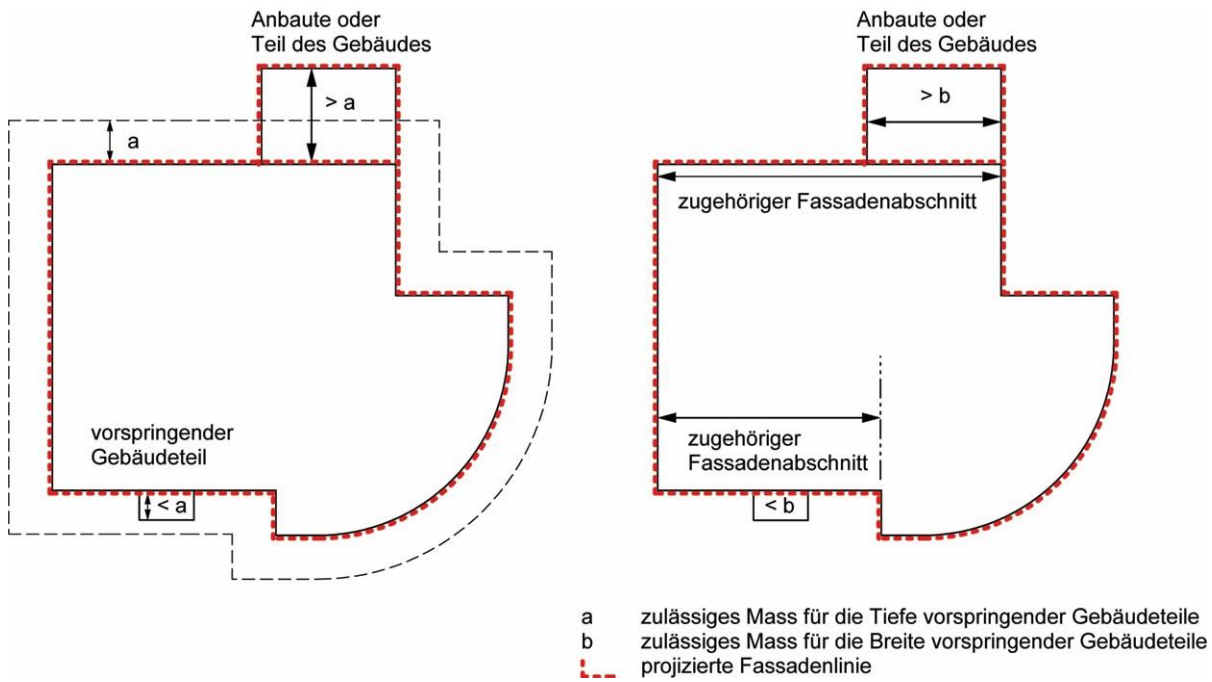 Anbaute oder
Teil des Gebäudes
> a
a
vorspringender
Gebäudeteil
< a
Anbaute oder
Teil des Gebäudes
> b
zugehöriger Fassadenabschnitt
zugehöriger
Fassadenabschnitt
< b
a zulässiges Mass für die Tiefe vorspringender Gebäudeteile
b zulässiges Mass für die Breite vorspringender Gebäudeteile
projizierte Fassadenlinie